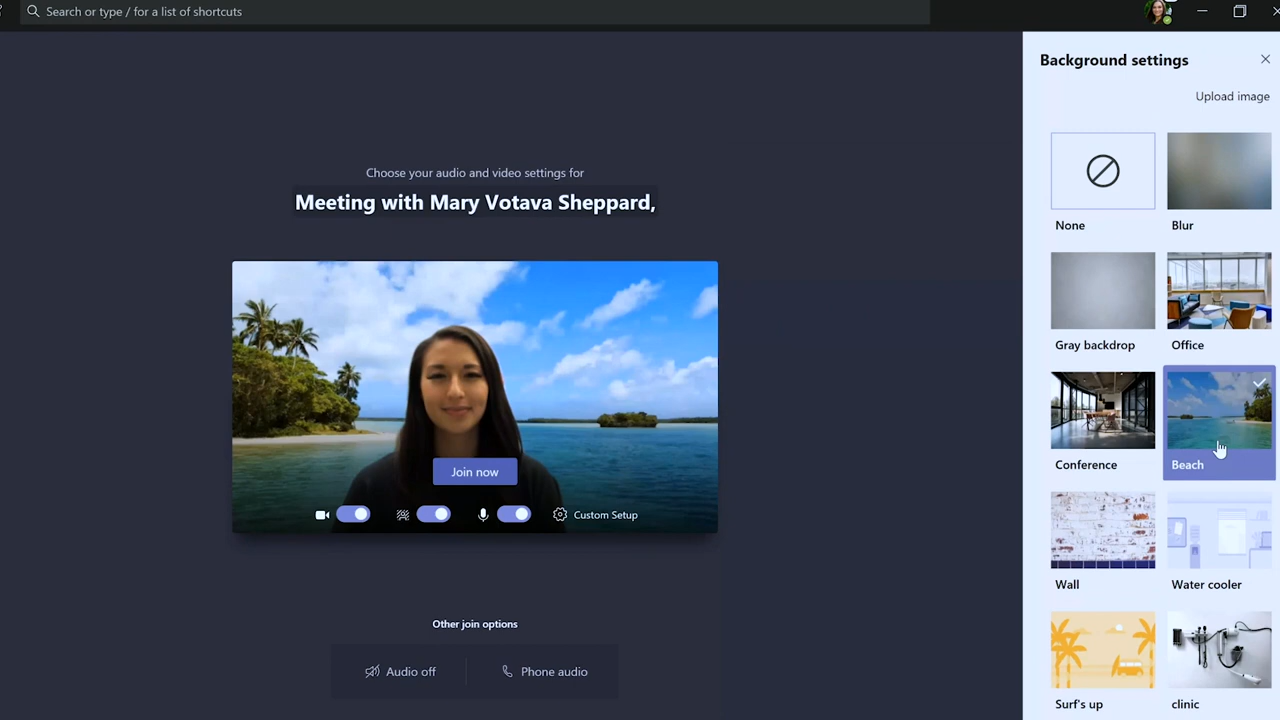 Search or type / for a list of shortcuts
Background settings
Upload image
Choose your audio and video settings for
Meeting with Mary Votava Sheppard,
None
Blur
Gray backdrop
Office
Conference
Beach
Join now
Custom Setup
Wall
Water cooler
Other join options
Audio off
Phone audio
Surf's up
clinic